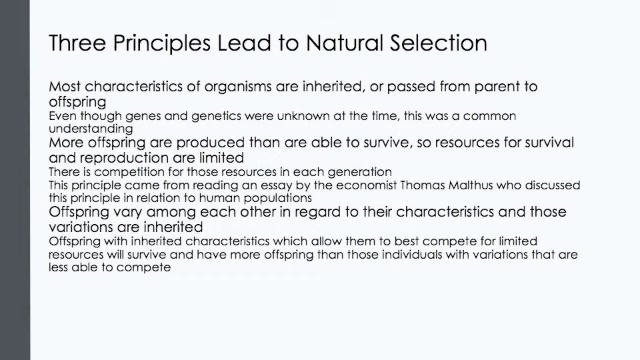 Three Principles Lead to Natural Selection
Most characteristics of organisms are inherited, or passed from parent to
offspring
Even though genes and genetics were unknown at the time, this was a common
understanding
More offspring are produced than are able to survive, so resources for survival
and reproduction are limited
There is competition for those resources in each generation
This principle came from reading an essay by the economist Thomas Malthus who discussed
this principle in relation to human populations
Offspring vary among each other in regard to their characteristics and those
variations are inherited
Offspring with inherited characteristics which allow them to best compete for limited
resources will survive and have more offspring than those individuals with variations that are
less able to compete